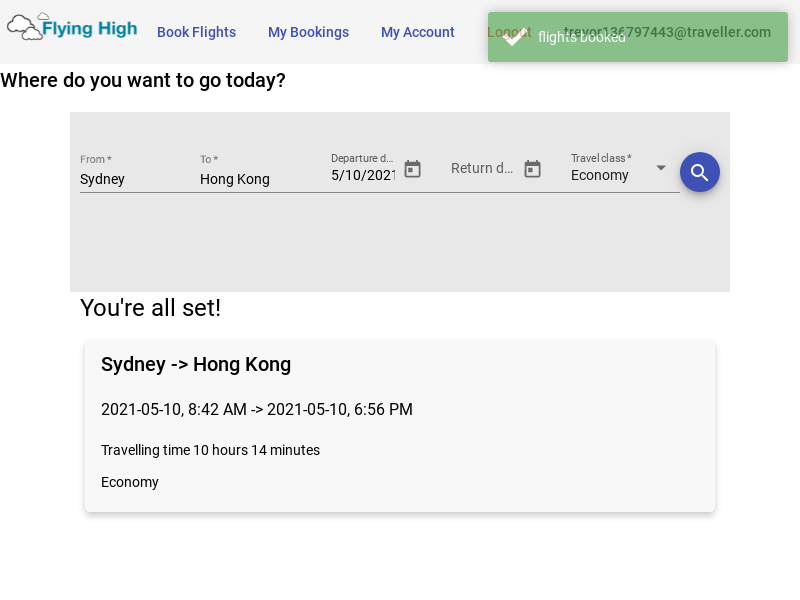 Flying High
Book Flights
My Bookings
My Account
Logout
trevor136797443@traveller.com
flights booked
Where do you want to go today?
From *
Sydney
To *
Hong Kong
Departure d...
5/10/2021
Return d...
Travel class *
Economy
You're all set!
Sydney -> Hong Kong
2021-05-10, 8:42 AM -> 2021-05-10, 6:56 PM
Travelling time 10 hours 14 minutes
Economy